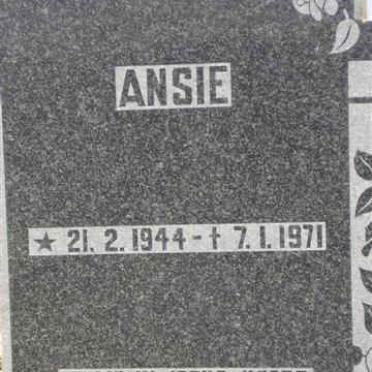 ANSIE
★ 21. 2. 1944 - † 7. 1. 1971